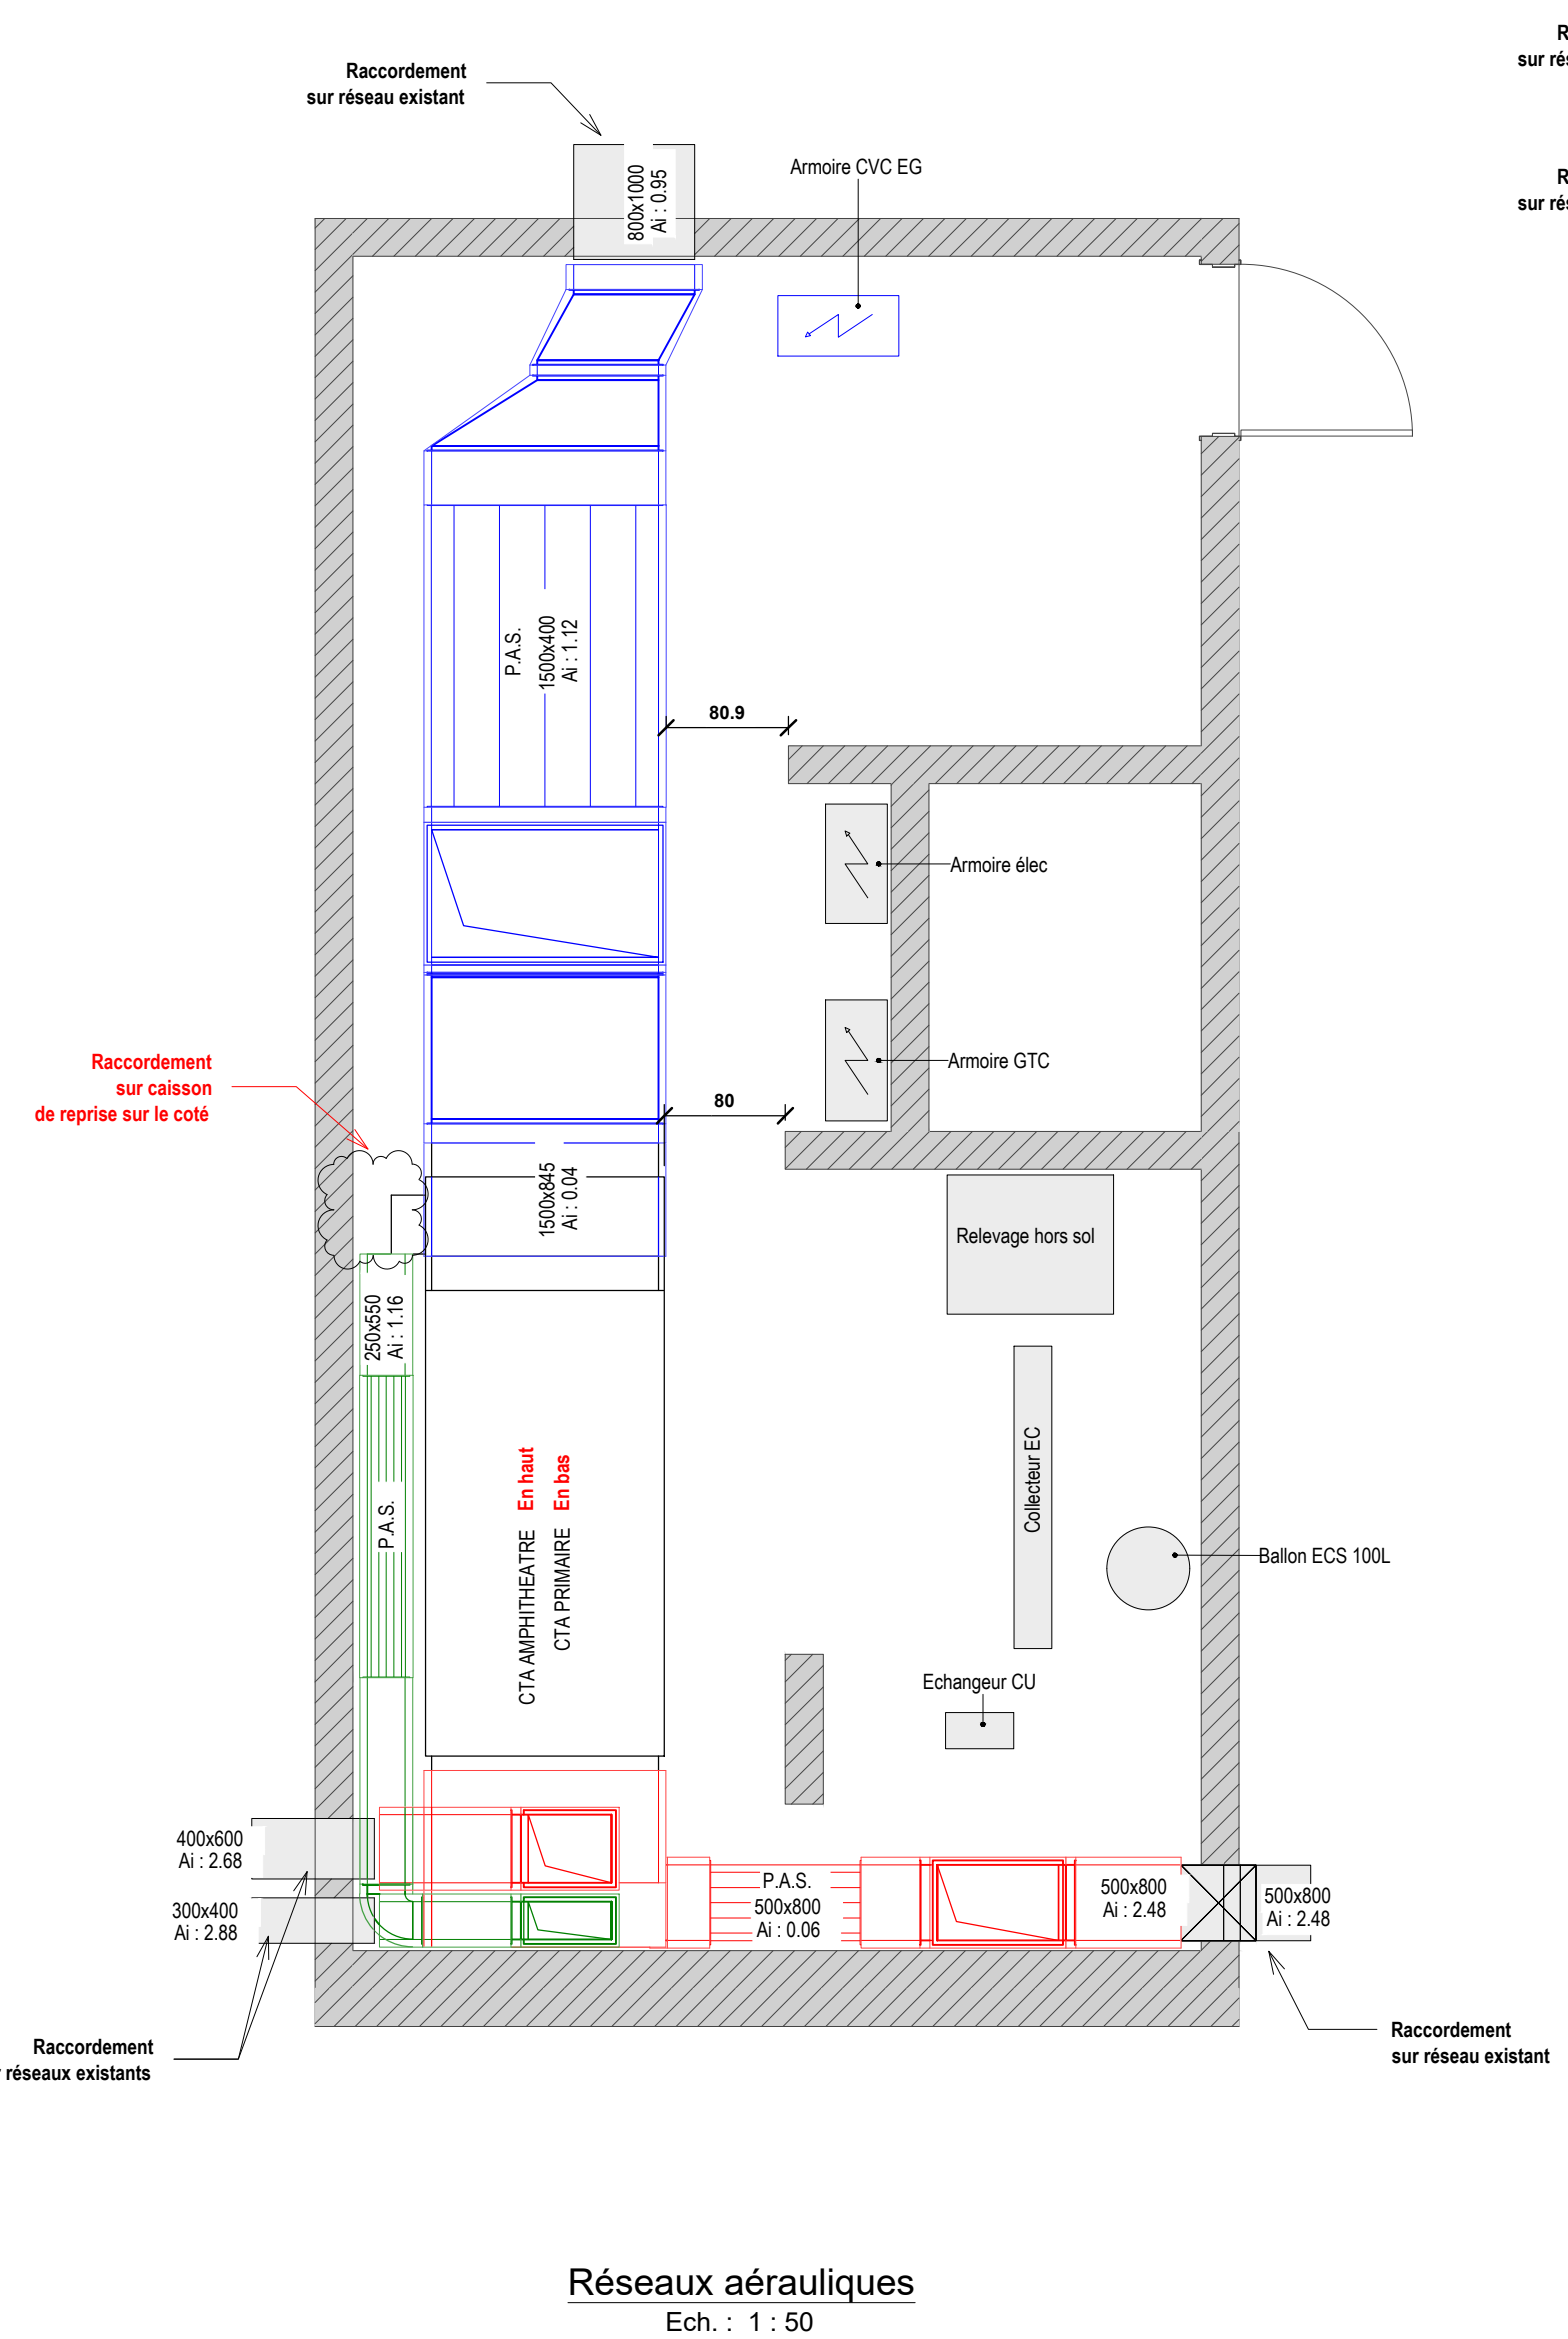 Raccordement
sur réseau existant
800x1000
Ai : 0.95
Armoire CVC EG
P.A.S.
1500x400
Ai : 1.12
80.9
Armoire élec
Armoire GTC
80
Raccordement
sur caisson
de reprise sur le coté
1500x845
Ai : 0.04
Relevage hors sol
250x550
Ai : 1.16
P.A.S.
CTA AMPHITHEATRE En haut
CTA PRIMAIRE En bas
Collecteur EC
Ballon ECS 100L
Echangeur CU
400x600
Ai : 2.68
300x400
Ai : 2.88
P.A.S.
500x800
Ai : 0.06
500x800
Ai : 2.48
500x800
Ai : 2.48
Raccordement
réseaux existants
Raccordement
sur réseau existant
Réseaux aérauliques
Ech. : 1 : 50